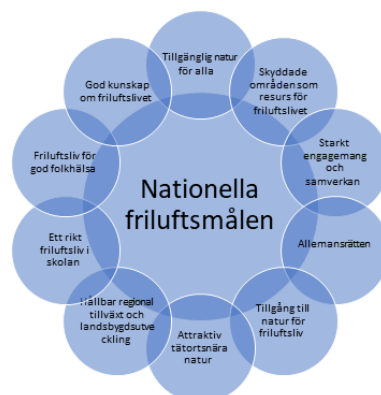 Nationella
friluftsmålen
Tillgänglig natur
för alla
Skyddade
områden som
resurs för
friluftslivet
Starkt
engagemang
och
samverkan
Allemansrätten
Tillgång till
natur för
friluftsliv
Attraktiv
tätortsnära
natur
Hållbar regional
tillväxt och
landsbygdsutve
ckling
Ett rikt
friluftsliv i
skolan
Friluftsliv för
god folkhälsa
God kunskap
om friluftslivet